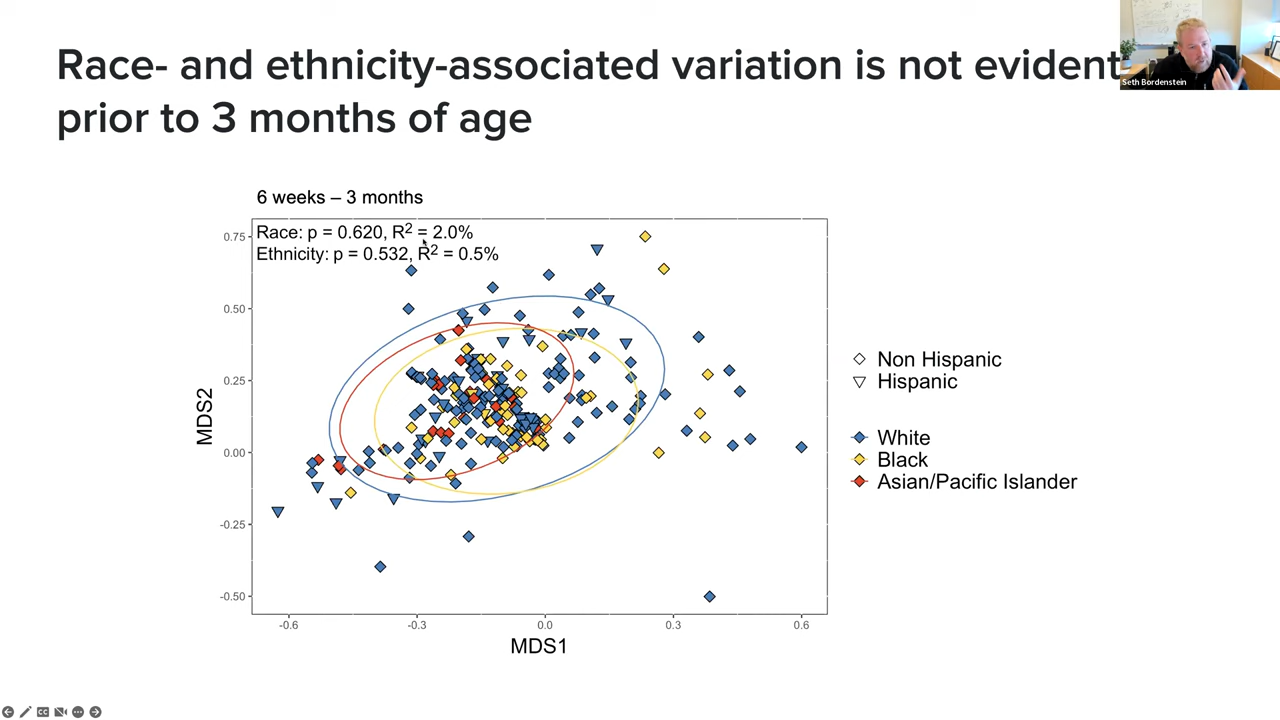 Race- and ethnicity-associated variation is not evident
prior to 3 months of age
Seth Bordenstein
6 weeks – 3 months
Race: p = 0.620, R² = 2.0%
Ethnicity: p = 0.532, R² = 0.5%
0.75
0.50
0.25
0.00
-0.25
-0.50
MDS2
-0.6
-0.3
0.0
0.3
0.6
MDS1
Non Hispanic
Hispanic
White
Black
Asian/Pacific Islander
CC